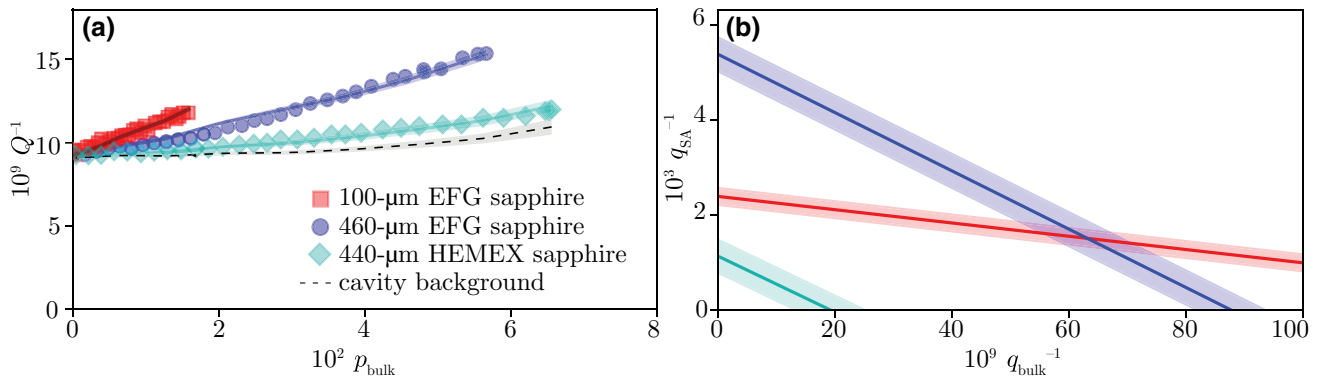 (a)
15
10
5
0
10⁹ Q⁻¹
100-μm EFG sapphire
460-μm EFG sapphire
440-μm HEMEX sapphire
cavity background
0 2 4 6 8
10² p_bulk
(b)
6
4
2
0
10³ q_SA⁻¹
0 20 40 60 80 100
10⁹ q_bulk⁻¹